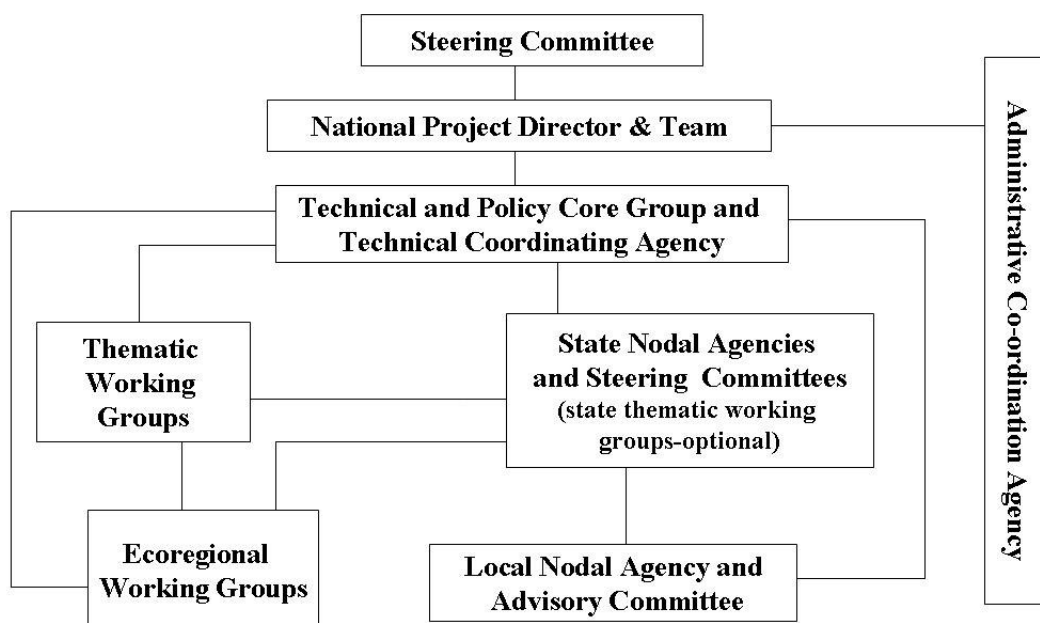 Steering Committee
National Project Director & Team
Technical and Policy Core Group and
Technical Coordinating Agency
Thematic
Working
Groups
State Nodal Agencies
and Steering Committees
(state thematic working
groups-optional)
Ecoregional
Working Groups
Local Nodal Agency and
Advisory Committee
Administrative Co-ordination Agency